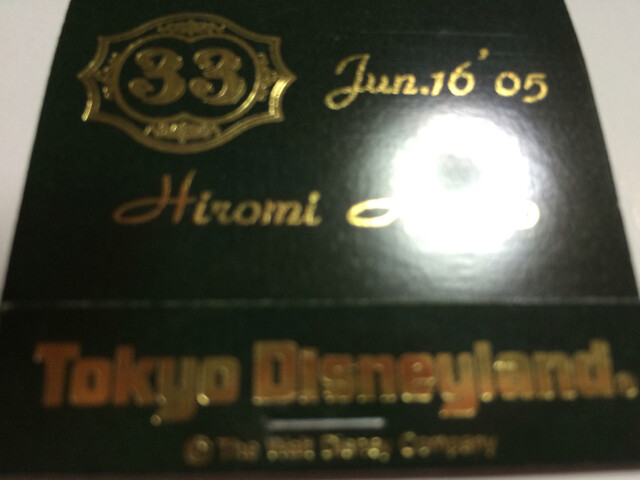 33
Jun.16'05
Hiromi
Tokyo Disneyland®
© The Walt Disney Company